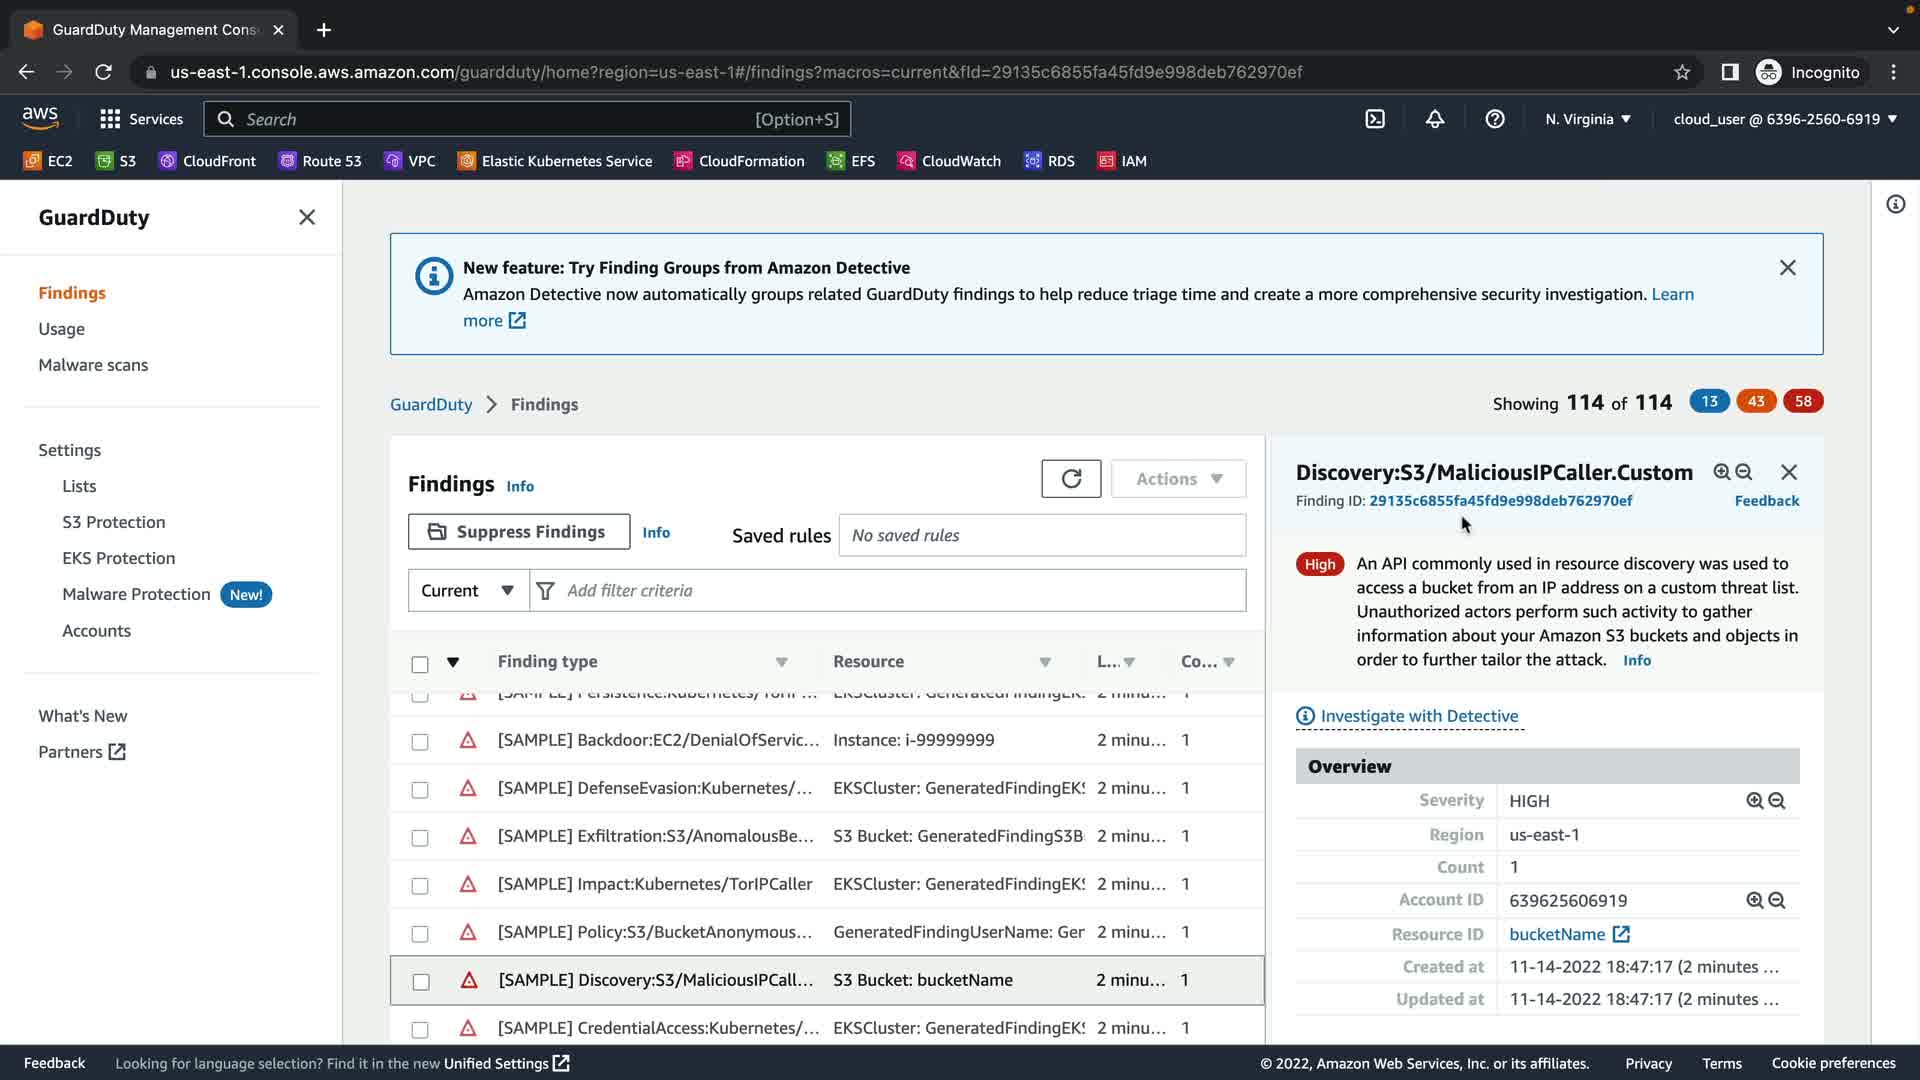 GuardDuty Management Cons
us-east-1.console.aws.amazon.com/guardduty/home?region=us-east-1#/findings?macros=current&fId=29135c6855fa45fd9e998deb762970ef
Incognito
aws
Services
Search
[Option+S]
N. Virginia
cloud_user @ 6396-2560-6919
EC2
S3
CloudFront
Route 53
VPC
Elastic Kubernetes Service
CloudFormation
EFS
CloudWatch
RDS
IAM
GuardDuty
Findings
Usage
Malware scans
Settings
Lists
S3 Protection
EKS Protection
Malware Protection New!
Accounts
What's New
Partners
New feature: Try Finding Groups from Amazon Detective
Amazon Detective now automatically groups related GuardDuty findings to help reduce triage time and create a more comprehensive security investigation. Learn
more
GuardDuty > Findings
Showing 114 of 114 13 43 58
Findings Info
Actions
Suppress Findings Info
Saved rules No saved rules
Current Add filter criteria
Finding type Resource L... Co...
[SAMPLE] Persistence:Kubernetes/TorIP ... EKSCluster: GeneratedFindingEKS 2 minu... 1
[SAMPLE] Backdoor:EC2/DenialOfServic... Instance: i-99999999 2 minu... 1
[SAMPLE] DefenseEvasion:Kubernetes/... EKSCluster: GeneratedFindingEKS 2 minu... 1
[SAMPLE] Exfiltration:S3/AnomalousBe... S3 Bucket: GeneratedFindingS3B 2 minu... 1
[SAMPLE] Impact:Kubernetes/TorIPCaller EKSCluster: GeneratedFindingEKS 2 minu... 1
[SAMPLE] Policy:S3/BucketAnonymous... GeneratedFindingUserName: Ger 2 minu... 1
[SAMPLE] Discovery:S3/MaliciousIPCall... S3 Bucket: bucketName 2 minu... 1
[SAMPLE] CredentialAccess:Kubernetes/... EKSCluster: GeneratedFindingEKS 2 minu... 1
Discovery:S3/MaliciousIPCaller.Custom
Finding ID: 29135c6855fa45fd9e998deb762970ef
Feedback
High
An API commonly used in resource discovery was used to
access a bucket from an IP address on a custom threat list.
Unauthorized actors perform such activity to gather
information about your Amazon S3 buckets and objects in
order to further tailor the attack. Info
Investigate with Detective
Overview
Severity HIGH
Region us-east-1
Count 1
Account ID 639625606919
Resource ID bucketName
Created at 11-14-2022 18:47:17 (2 minutes ...
Updated at 11-14-2022 18:47:17 (2 minutes ...
Feedback
Looking for language selection? Find it in the new Unified Settings
© 2022, Amazon Web Services, Inc. or its affiliates.
Privacy
Terms
Cookie preferences